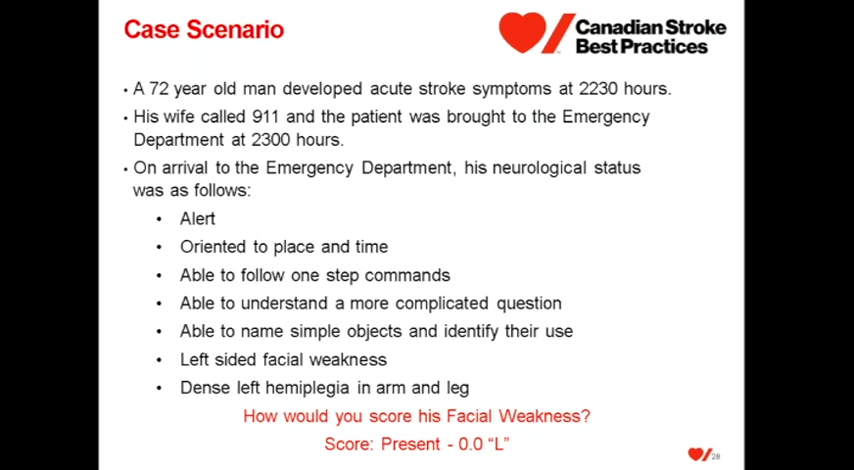 Case Scenario
Canadian Stroke
Best Practices
• A 72 year old man developed acute stroke symptoms at 2230 hours.
• His wife called 911 and the patient was brought to the Emergency
Department at 2300 hours.
• On arrival to the Emergency Department, his neurological status
was as follows:
• Alert
• Oriented to place and time
• Able to follow one step commands
• Able to understand a more complicated question
• Able to name simple objects and identify their use
• Left sided facial weakness
• Dense left hemiplegia in arm and leg
How would you score his Facial Weakness?
Score: Present - 0.0 “L”
28